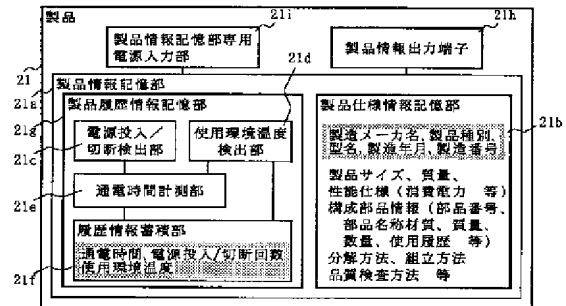 製品
21i
21h
製品情報記憶部専用
電源入力部
製品情報出力端子
21
製品情報記憶部
21a
製品履歴情報記憶部
21d
製品仕様情報記憶部
21g
電源投入/
切断検出部
使用環境温度
検出部
21b
21c
製造メーカ名、製品種別、
型名、製造年月、製造番号
通電時間計測部
21e
製品サイズ、質量、
性能仕様(消費電力 等)
構成部品情報(部品番号、
部品名称材質、質量、
数量、使用履歴 等)
分解方法、組立方法
品質検査方法 等
履歴情報蓄積部
通電時間、電源投入/切断回数
使用環境温度
21f